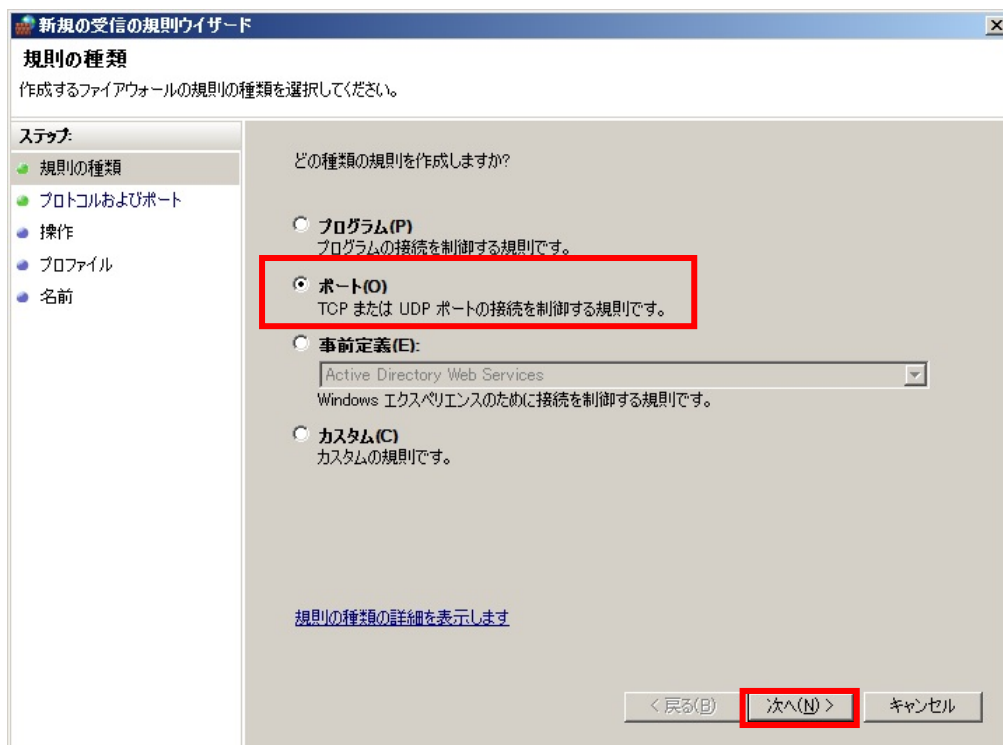 新規の受信の規則ウィザード
規則の種類
作成するファイアウォールの規則の種類を選択してください。
ステップ:
規則の種類
プロトコルおよびポート
操作
プロファイル
名前
どの種類の規則を作成しますか?
プログラム(P)
プログラムの接続を制御する規則です。
ポート(O)
TCP または UDP ポートの接続を制御する規則です。
事前定義(E):
Active Directory Web Services
Windows エクスペリエンスのために接続を制御する規則です。
カスタム(C)
カスタムの規則です。
規則の種類の詳細を表示します
< 戻る(B)
次へ(N) >
キャンセル